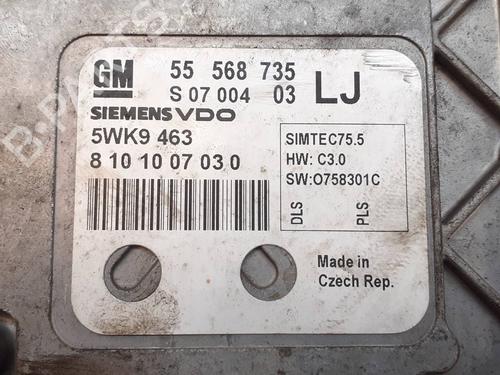 GM 55 568 735
S 07 004 03 LJ
SIEMENS VDO
5WK9 463
8 10 10 07 03 0
SIMTEC75.5
HW: C3.0
SW:O758301C
DLS
PLS
Made in
Czech Rep.